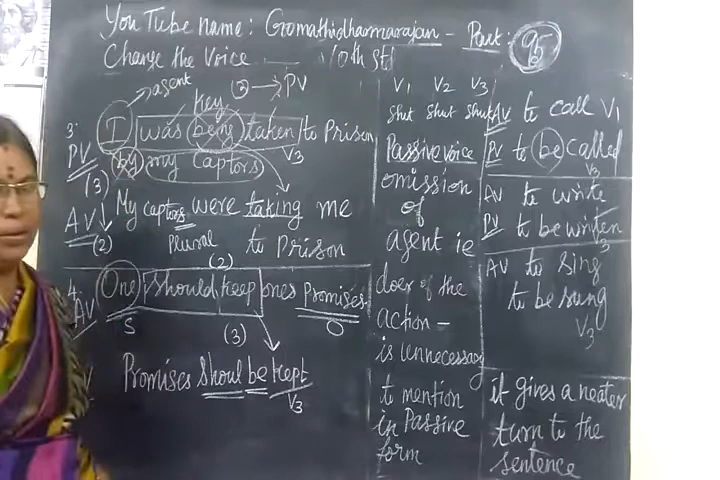 You Tube name: Gomathidharmarajan - Part: 95
Change the Voice 10th std
agent
(3) → PV
key
3. I was being taken to Prison
V3
PV by my Captors
(3)
AV My captors were taking me
(2) Plural to Prison
(2)
4. One should keep ones Promises
AV S O
(3)
Promises shoul be kept
V3
V1 V2 V3
Shut Shut Shut
Passive voice
omission
of
agent ie
doer of the
action -
is unnecessary
to mention
in Passive
form
AV to call V1
PV to be called
V3
AV to write
PV to be written
3
AV to Sing
to be sung
V3
it gives a neater
turn to the
sentence